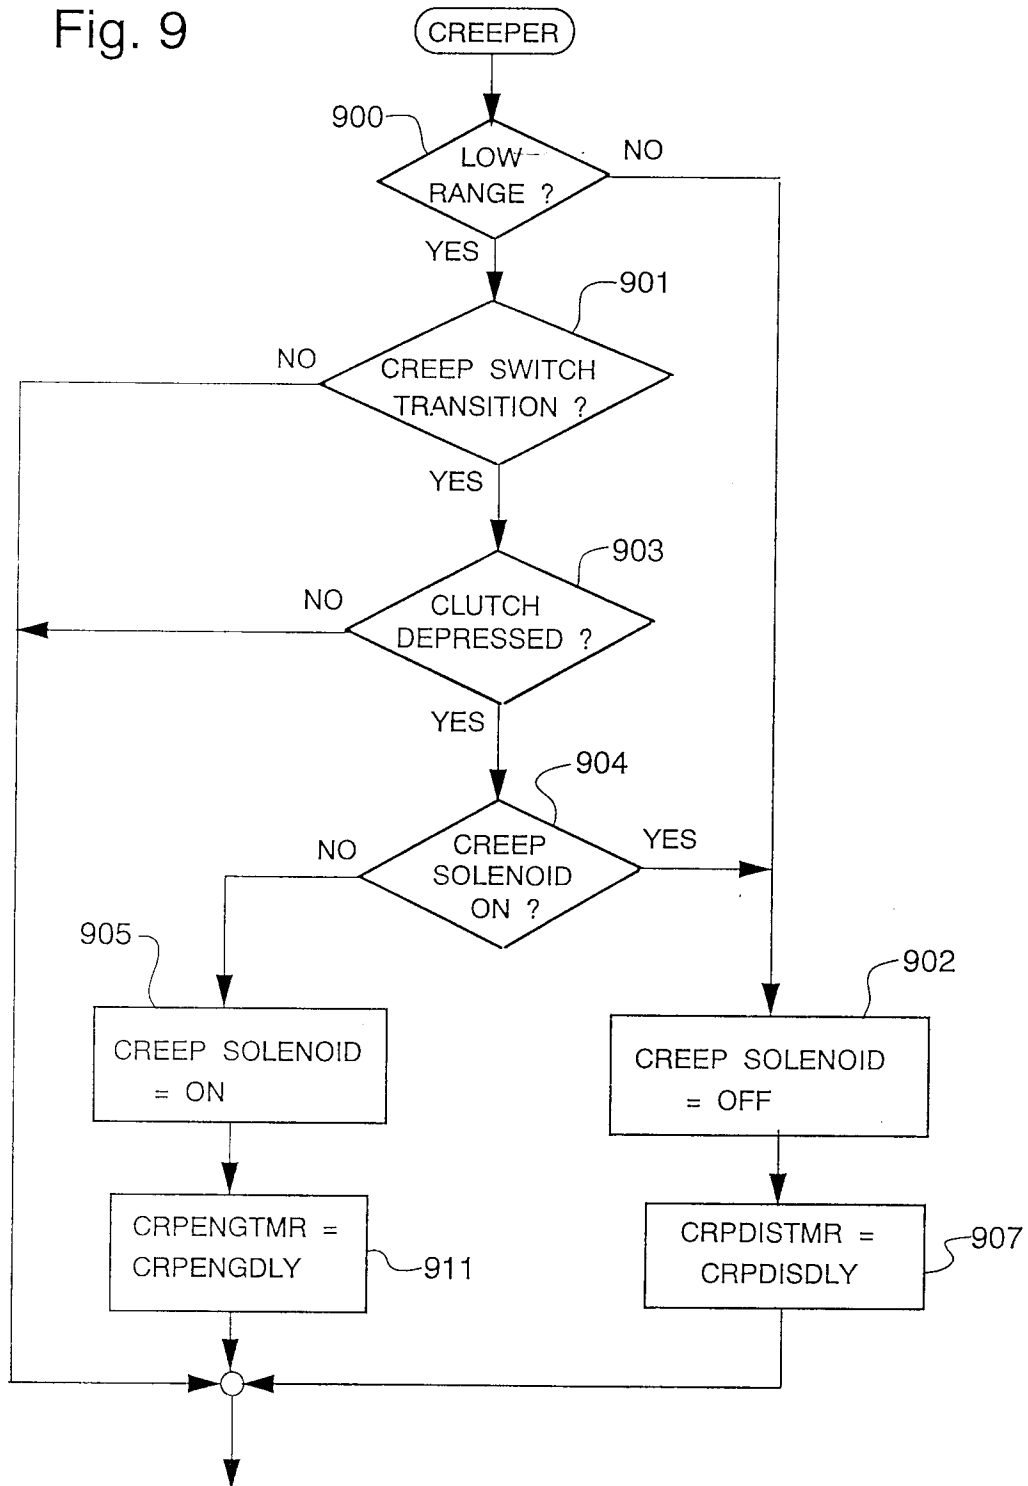 Fig. 9
CREEPER
900
LOW
RANGE ?
NO
YES
901
NO
CREEP SWITCH
TRANSITION ?
YES
903
NO
CLUTCH
DEPRESSED ?
YES
904
NO
CREEP
SOLENOID
ON ?
YES
905
902
CREEP SOLENOID
= ON
CREEP SOLENOID
= OFF
CRPENGTMR =
CRPENGDLY
911
CRPDISTMR =
CRPDISDLY
907